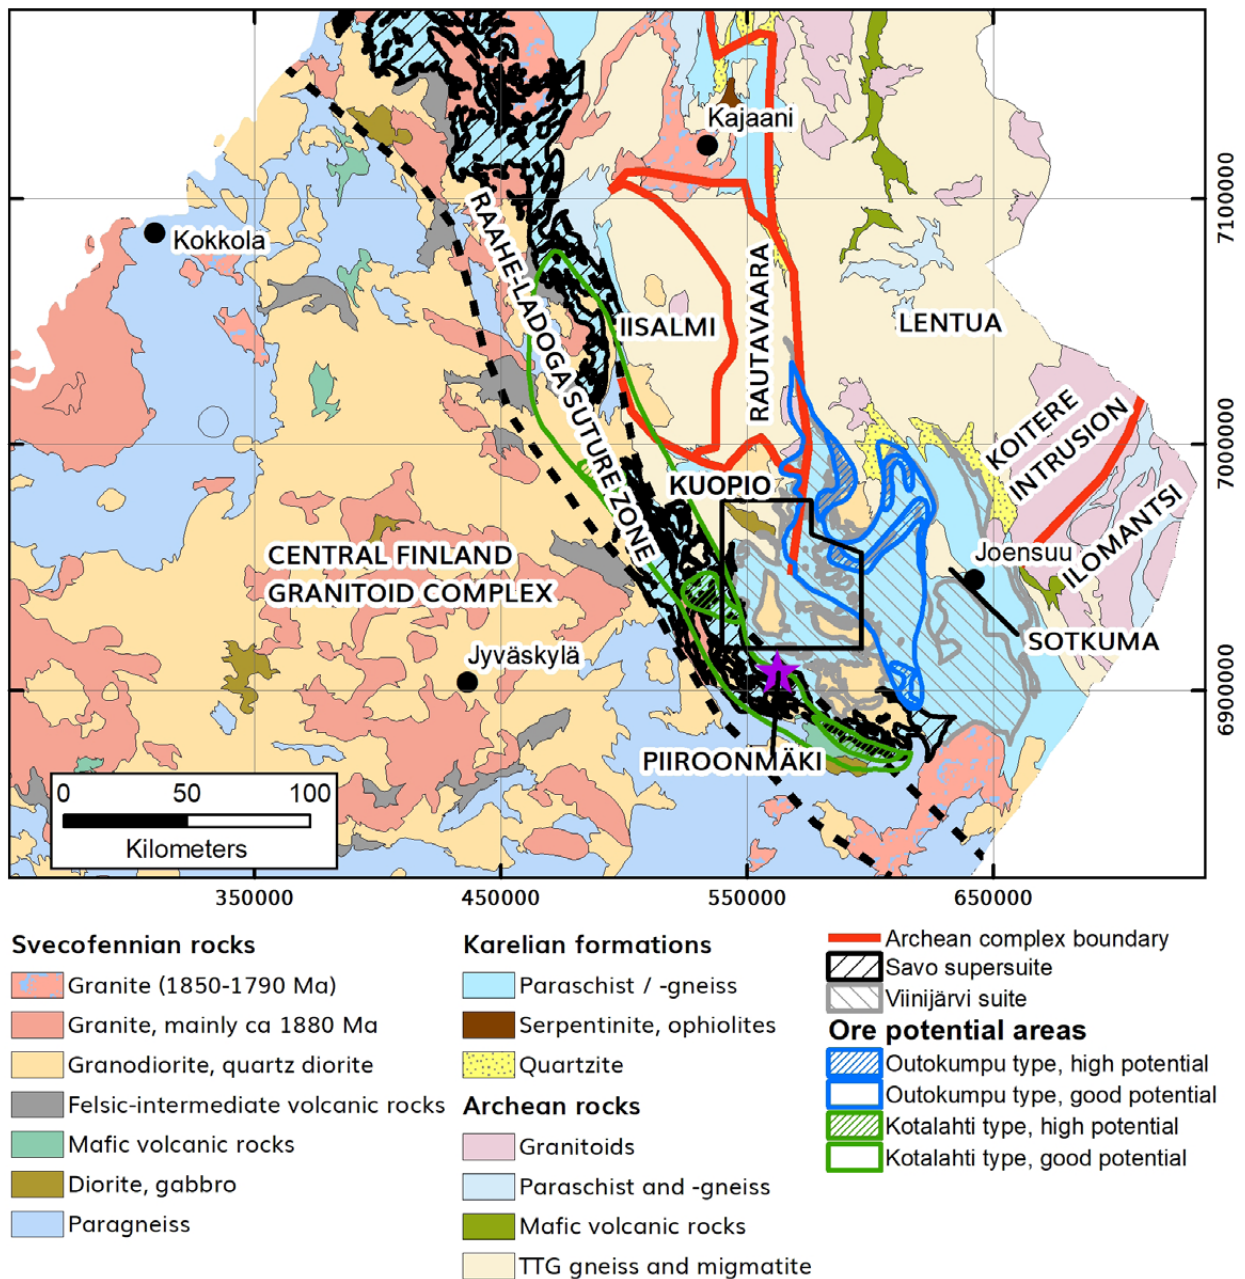 Kajaani
7100000
Kokkola
RAAHE-LADOGA SUTURE ZONE
IISALMI
RAUTAVAARA
LENTUA
7000000
KOITERE
INTRUSION
KUOPIO
ILOMANTSI
Joensuu
CENTRAL FINLAND
GRANITOID COMPLEX
SOTKUMA
Jyväskylä
6900000
PIIROONMÄKI
0 50 100
Kilometers
350000 450000 550000 650000
Svecofennian rocks
Granite (1850-1790 Ma)
Granite, mainly ca 1880 Ma
Granodiorite, quartz diorite
Felsic-intermediate volcanic rocks
Mafic volcanic rocks
Diorite, gabbro
Paragneiss
Karelian formations
Paraschist / -gneiss
Serpentinite, ophiolites
Quartzite
Archean rocks
Granitoids
Paraschist and -gneiss
Mafic volcanic rocks
TTG gneiss and migmatite
Archean complex boundary
Savo supersuite
Viinijärvi suite
Ore potential areas
Outokumpu type, high potential
Outokumpu type, good potential
Kotalahti type, high potential
Kotalahti type, good potential